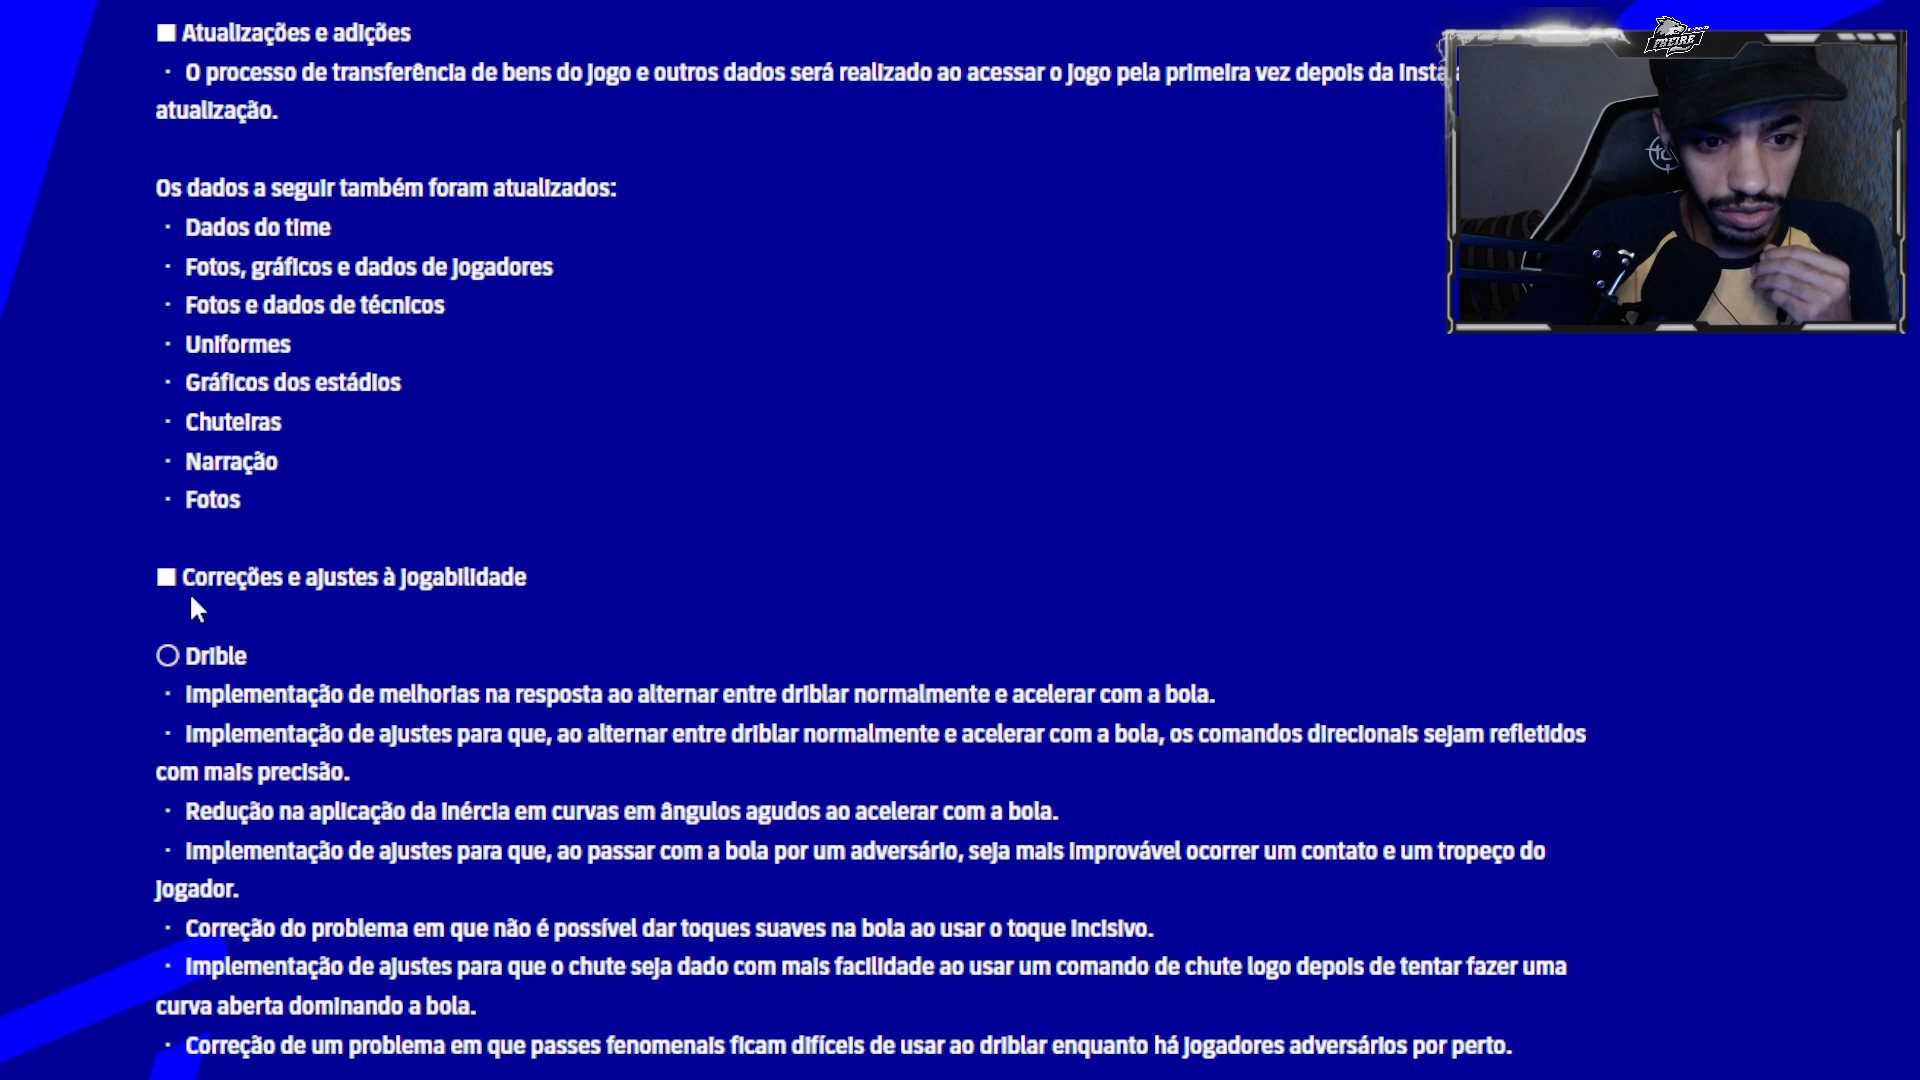 ■ Atualizações e adições
· O processo de transferência de bens do jogo e outros dados será realizado ao acessar o jogo pela primeira vez depois da
atualização.
Os dados a seguir também foram atualizados:
· Dados do time
· Fotos, gráficos e dados de jogadores
· Fotos e dados de técnicos
· Uniformes
· Gráficos dos estádios
· Chuteiras
· Narração
· Fotos
■ Correções e ajustes à jogabilidade
○ Drible
· Implementação de melhorias na resposta ao alternar entre driblar normalmente e acelerar com a bola.
· Implementação de ajustes para que, ao alternar entre driblar normalmente e acelerar com a bola, os comandos direcionais sejam refletidos
com mais precisão.
· Redução na aplicação da inércia em curvas em ângulos agudos ao acelerar com a bola.
· Implementação de ajustes para que, ao passar com a bola por um adversário, seja mais improvável ocorrer um contato e um tropeço do
jogador.
· Correção do problema em que não é possível dar toques suaves na bola ao usar o toque incisivo.
· Implementação de ajustes para que o chute seja dado com mais facilidade ao usar um comando de chute logo depois de tentar fazer uma
curva aberta dominando a bola.
· Correção de um problema em que passes fenomenais ficam difíceis de usar ao driblar enquanto há jogadores adversários por perto.
FREIRE